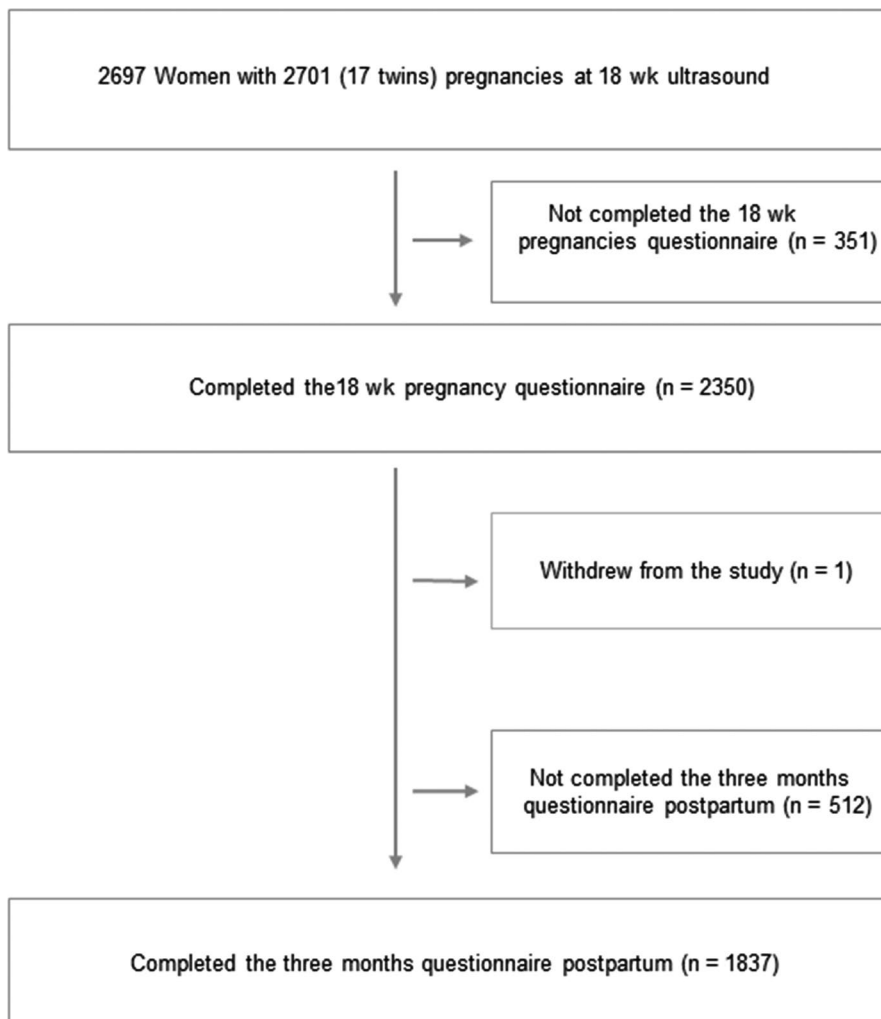 2697 Women with 2701 (17 twins) pregnancies at 18 wk ultrasound
Not completed the 18 wk
pregnancies questionnaire (n = 351)
Completed the18 wk pregnancy questionnaire (n = 2350)
Withdrew from the study (n = 1)
Not completed the three months
questionnaire postpartum (n = 512)
Completed the three months questionnaire postpartum (n = 1837)